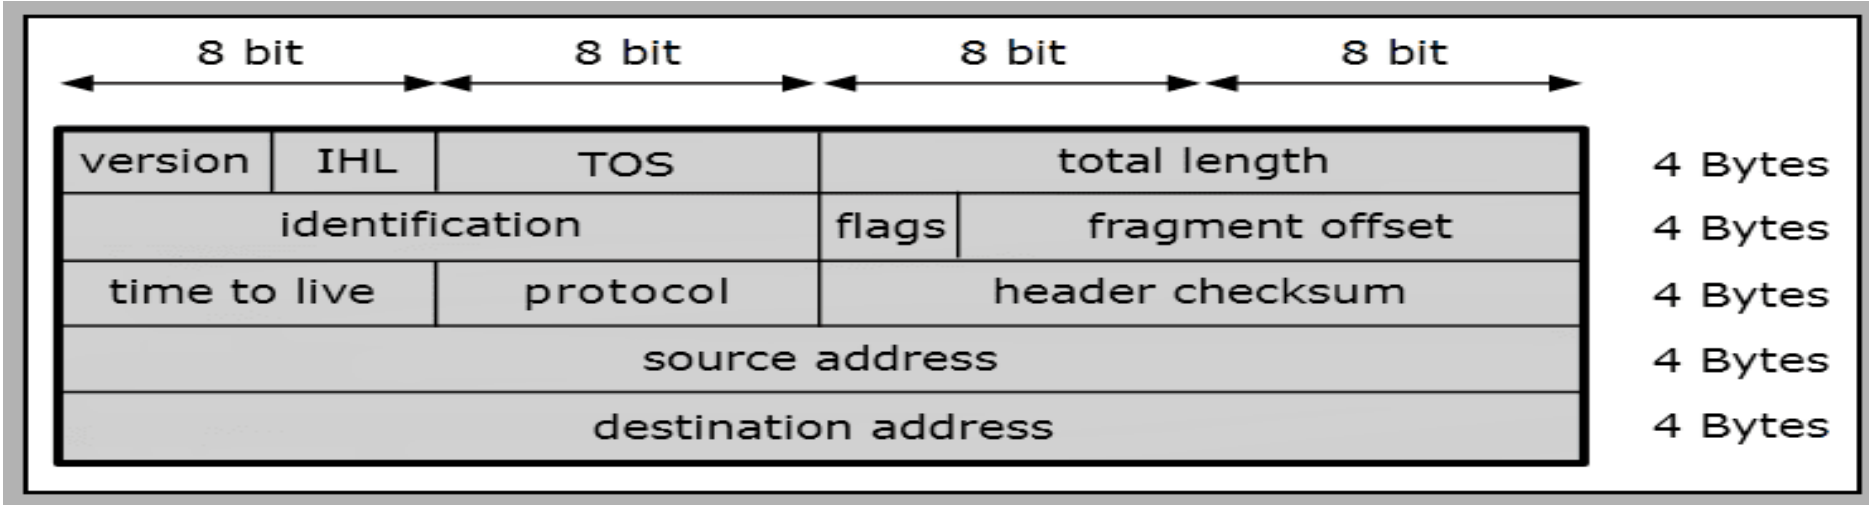 8 bit 8 bit 8 bit 8 bit
version IHL TOS total length 4 Bytes
identification flags fragment offset 4 Bytes
time to live protocol header checksum 4 Bytes
source address 4 Bytes
destination address 4 Bytes